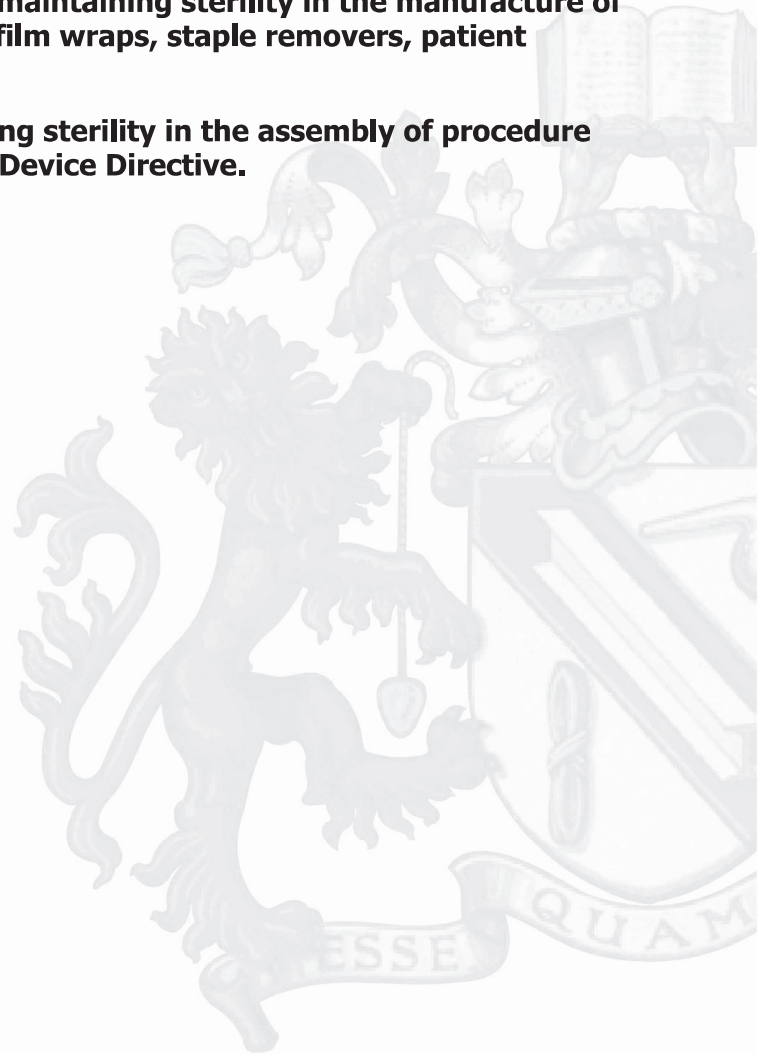 maintaining sterility in the manufacture of
film wraps, staple removers, patient
ng sterility in the assembly of procedure
Device Directive.
ESSE
QUAM